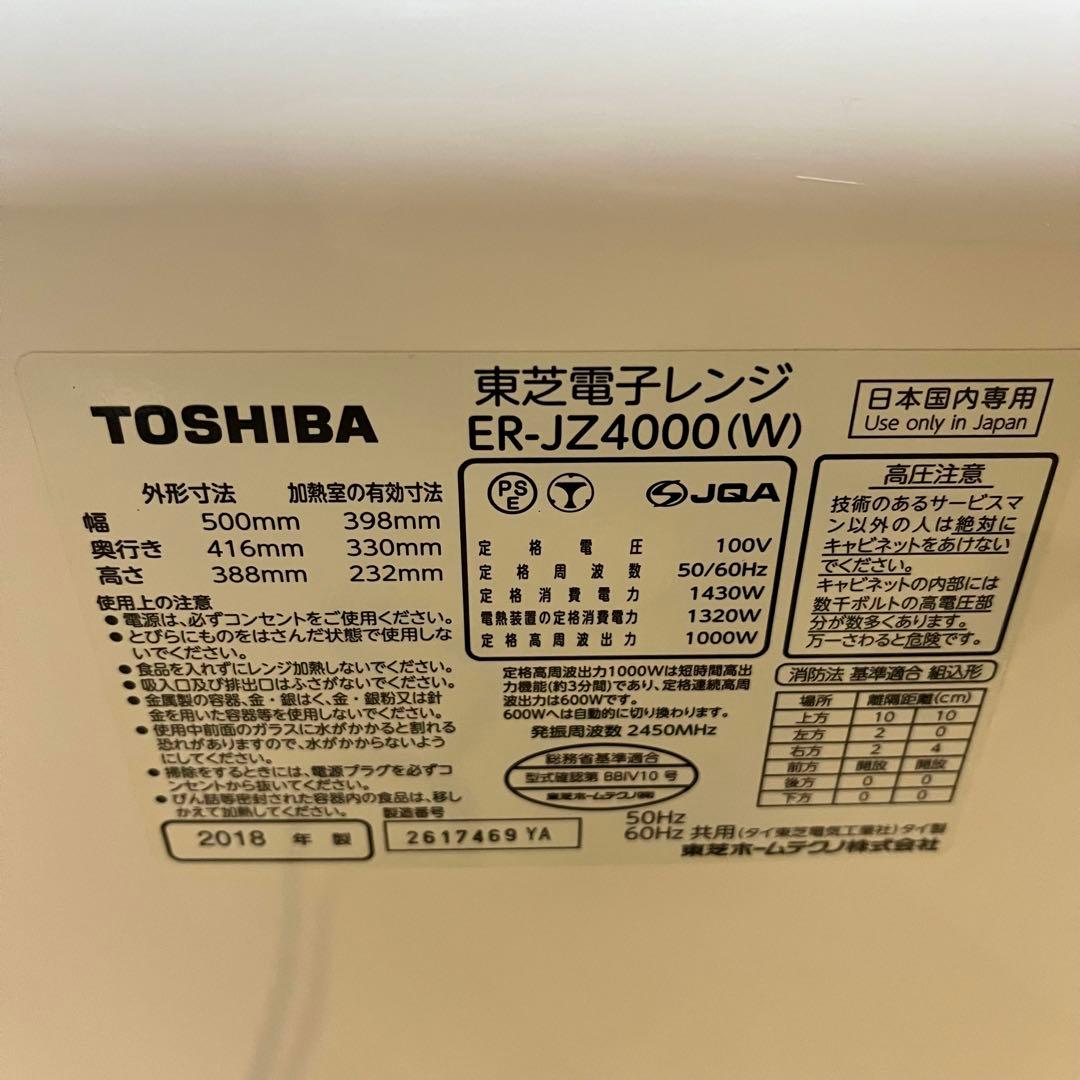 TOSHIBA
東芝電子レンジ
ER-JZ4000(W)
日本国内専用
Use only in Japan
外形寸法 加熱室の有効寸法
幅 500mm 398mm
奥行き 416mm 330mm
高さ 388mm 232mm
使用上の注意
●電源は、必ずコンセントをご使用ください。
●とびらにものをはさんだ状態で使用しな
いでください。
●食品を入れずにレンジ加熱しないでください。
●吸入口及び排出口はふさがないでください。
●金属製の容器、金・銀はく、金・銀粉又は針
金を用いた容器等を使用しないでください。
●使用中前面のガラスに水がかかると割れる
恐れがありますので、水がかからないよう
にしてください。
●掃除をするときには、電源プラグを必ずコ
ンセントから抜いてください。
●びん詰等密封された容器内の食品は、移し
かえて加熱してください。
2018 年 製
製造番号
2617469 YA
PSE
JQA
定格電圧 100V
定格周波数 50/60Hz
定格消費電力 1430W
電熱装置の定格消費電力 1320W
定格高周波出力 1000W
定格高周波出力1000Wは短時間高出
力機能(約3分間)であり、定格連続高周
波出力は600Wです。
600Wへは自動的に切り換わります。
発振周波数 2450MHz
総務省基準適合
型式確認第 BBIV10 号
東芝ホームテクノ(株)
50Hz
60Hz 共用 (タイ東芝電気工業社) タイ製
東芝ホームテクノ株式会社
高圧注意
技術のあるサービスマ
ン以外の人は絶対に
キャビネットをあけない
でください。
キャビネットの内部には
数千ボルトの高電圧部
分が数多くあります。
万一さわると危険です。
消防法 基準適合 組込形
場所 離隔距離(cm)
上方 10 10
左方 2 0
右方 2 4
前方 開放 開放
後方 0 0
下方 0 0